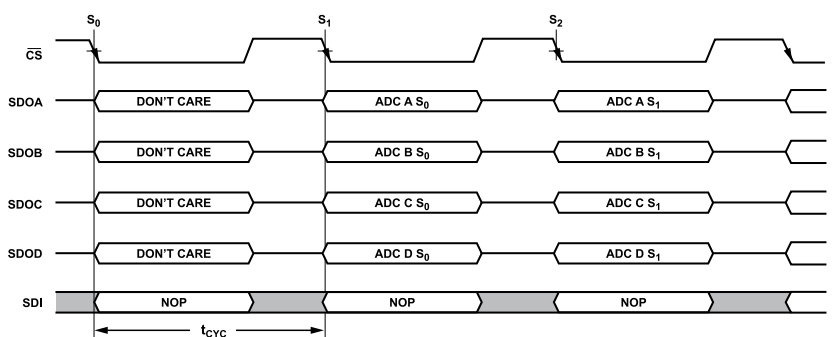 S0 S1 S2
CS
SDOA DON'T CARE ADC A S0 ADC A S1
SDOB DON'T CARE ADC B S0 ADC B S1
SDOC DON'T CARE ADC C S0 ADC C S1
SDOD DON'T CARE ADC D S0 ADC D S1
SDI NOP NOP NOP
tCYC